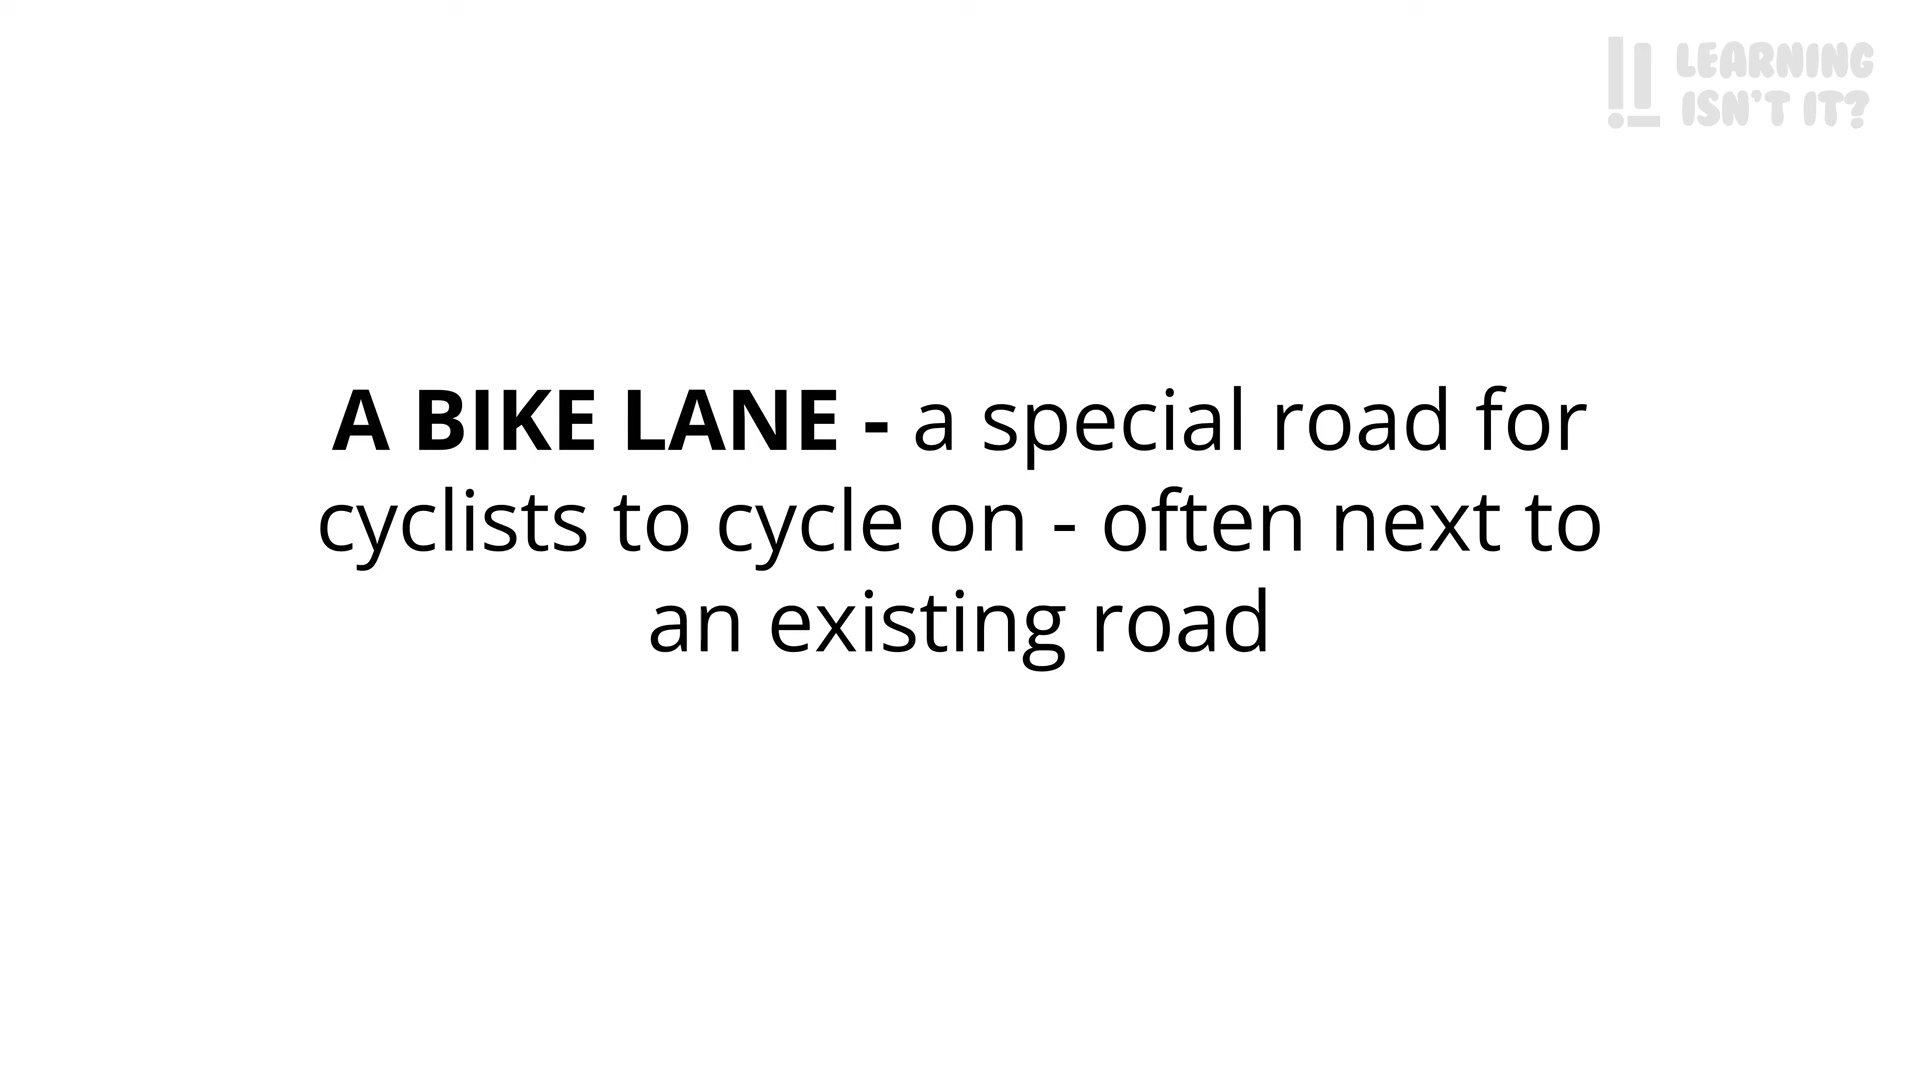 LEARNING
ISN'T IT?
A BIKE LANE - a special road for
cyclists to cycle on - often next to
an existing road